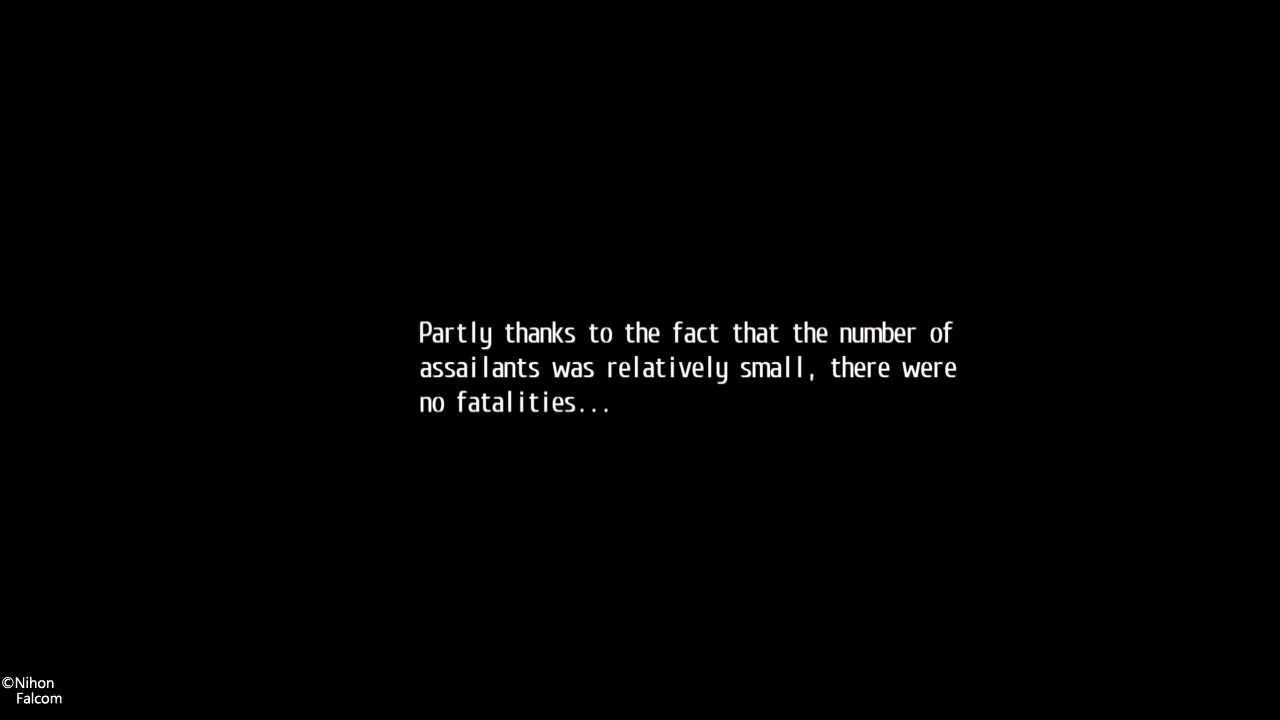 Partly thanks to the fact that the number of
assailants was relatively small, there were
no fatalities...
©Nihon
Falcom